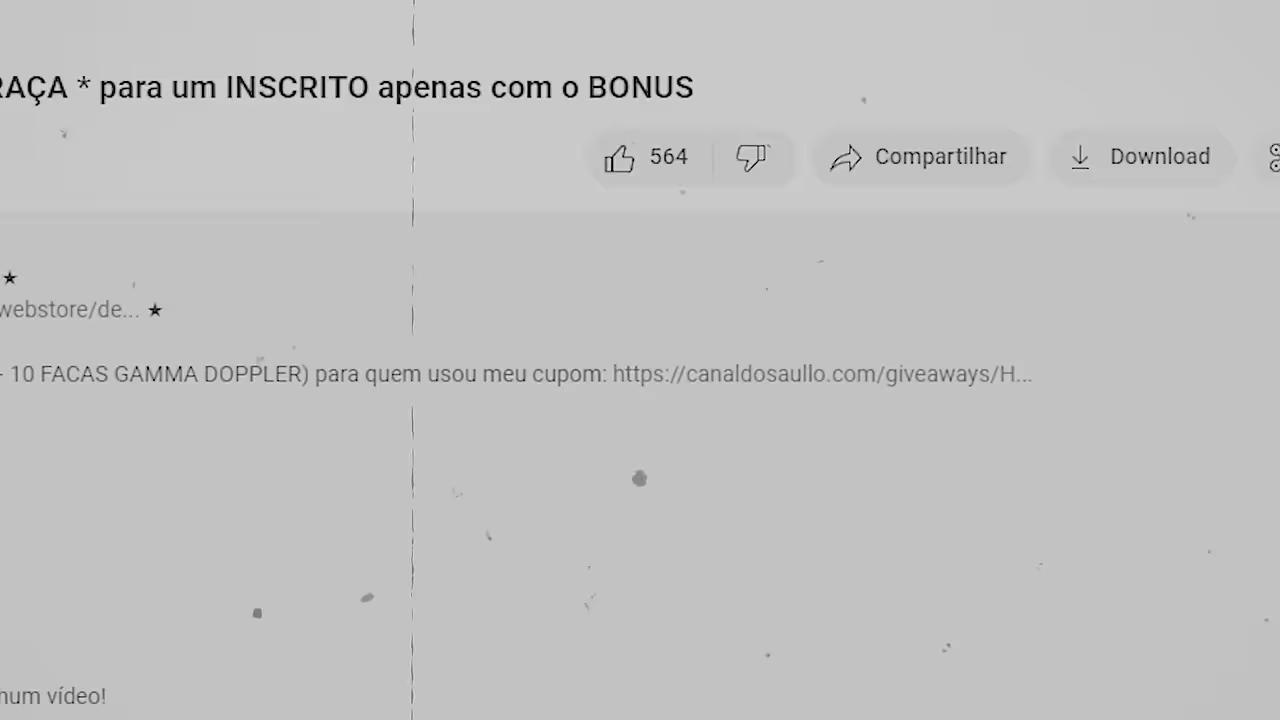 RAÇA * para um INSCRITO apenas com o BONUS
564 Compartilhar Download
★
webstore/de... ★
- 10 FACAS GAMMA DOPPLER) para quem usou meu cupom: https://canaldosaullo.com/giveaways/H...
hum vídeo!